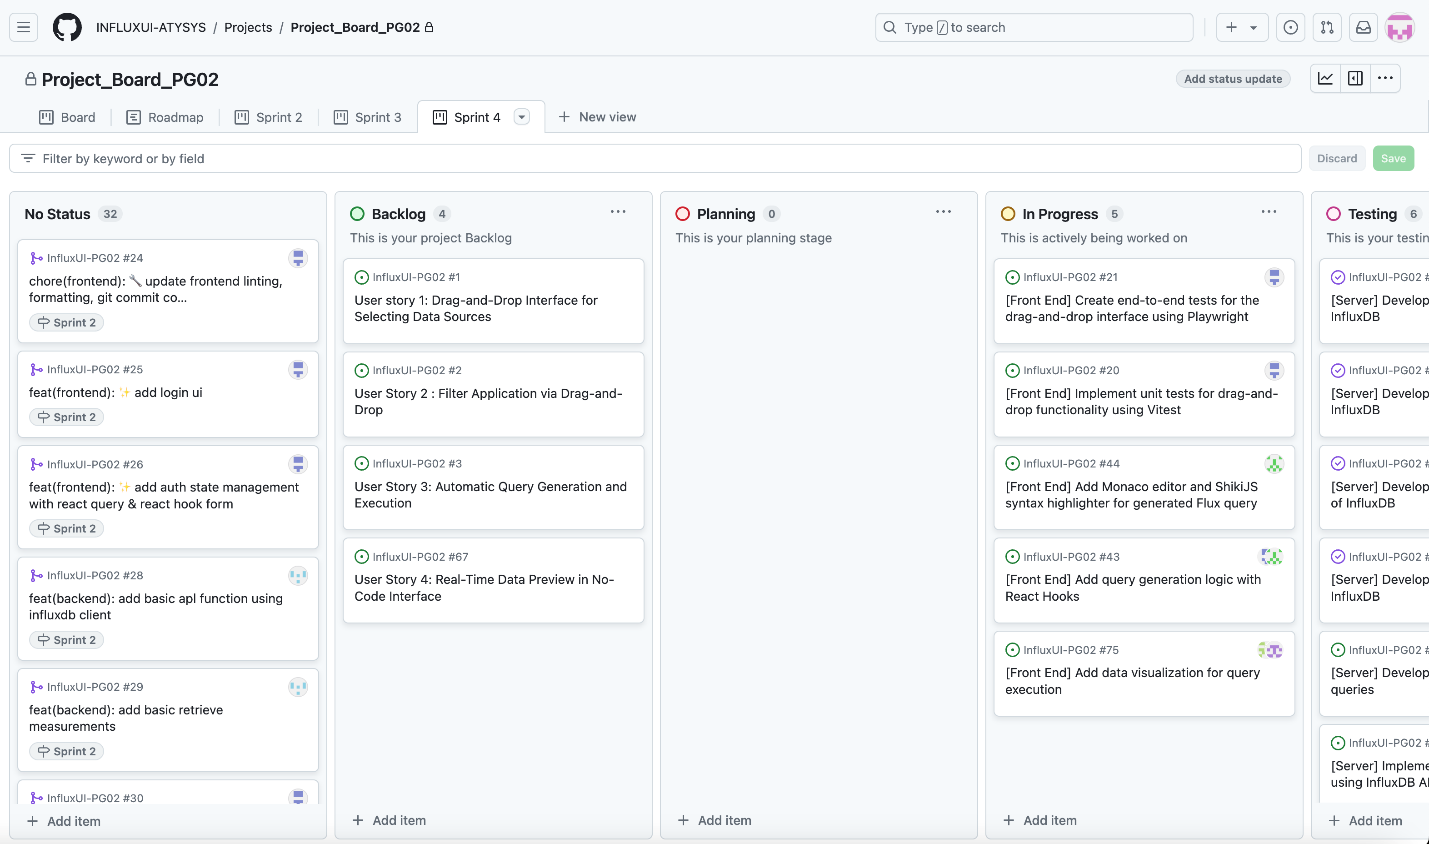 INFLUXUI-ATYSYS / Projects / Project_Board_PG02
Type / to search
Project_Board_PG02
Add status update
Board
Roadmap
Sprint 2
Sprint 3
Sprint 4
New view
Filter by keyword or by field
Discard
Save
No Status 32
InfluxUI-PG02 #24
chore(frontend): 🔧 update frontend linting,
formatting, git commit co...
Sprint 2
InfluxUI-PG02 #25
feat(frontend): ✨ add login ui
Sprint 2
InfluxUI-PG02 #26
feat(frontend): ✨ add auth state management
with react query & react hook form
Sprint 2
InfluxUI-PG02 #28
feat(backend): add basic apI function using
influxdb client
Sprint 2
InfluxUI-PG02 #29
feat(backend): add basic retrieve
measurements
Sprint 2
InfluxUI-PG02 #30
Add item
Backlog 4
This is your project Backlog
InfluxUI-PG02 #1
User story 1: Drag-and-Drop Interface for
Selecting Data Sources
InfluxUI-PG02 #2
User Story 2 : Filter Application via Drag-and-
Drop
InfluxUI-PG02 #3
User Story 3: Automatic Query Generation and
Execution
InfluxUI-PG02 #67
User Story 4: Real-Time Data Preview in No-
Code Interface
Add item
Planning 0
This is your planning stage
Add item
In Progress 5
This is actively being worked on
InfluxUI-PG02 #21
[Front End] Create end-to-end tests for the
drag-and-drop interface using Playwright
InfluxUI-PG02 #20
[Front End] Implement unit tests for drag-and-
drop functionality using Vitest
InfluxUI-PG02 #44
[Front End] Add Monaco editor and ShikiJS
syntax highlighter for generated Flux query
InfluxUI-PG02 #43
[Front End] Add query generation logic with
React Hooks
InfluxUI-PG02 #75
[Front End] Add data visualization for query
execution
Add item
Testing 6
This is your testin
InfluxUI-PG02 #
[Server] Develop
InfluxDB
InfluxUI-PG02 #
[Server] Develop
InfluxDB
InfluxUI-PG02 #
[Server] Develop
of InfluxDB
InfluxUI-PG02 #
[Server] Develop
InfluxDB
InfluxUI-PG02 #
[Server] Develop
queries
InfluxUI-PG02 #
[Server] Impleme
using InfluxDB A
Add item